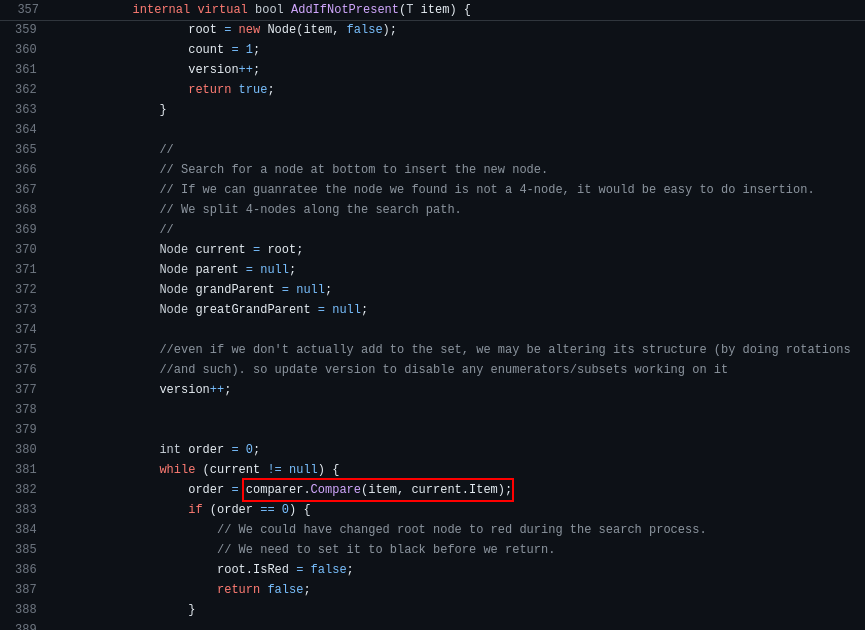 357 internal virtual bool AddIfNotPresent(T item) {
359 root = new Node(item, false);
360 count = 1;
361 version++;
362 return true;
363 }
364
365 //
366 // Search for a node at bottom to insert the new node.
367 // If we can guanratee the node we found is not a 4-node, it would be easy to do insertion.
368 // We split 4-nodes along the search path.
369 //
370 Node current = root;
371 Node parent = null;
372 Node grandParent = null;
373 Node greatGrandParent = null;
374
375 //even if we don't actually add to the set, we may be altering its structure (by doing rotations
376 //and such). so update version to disable any enumerators/subsets working on it
377 version++;
378
379
380 int order = 0;
381 while (current != null) {
382 order = comparer.Compare(item, current.Item);
383 if (order == 0) {
384 // We could have changed root node to red during the search process.
385 // We need to set it to black before we return.
386 root.IsRed = false;
387 return false;
388 }
389